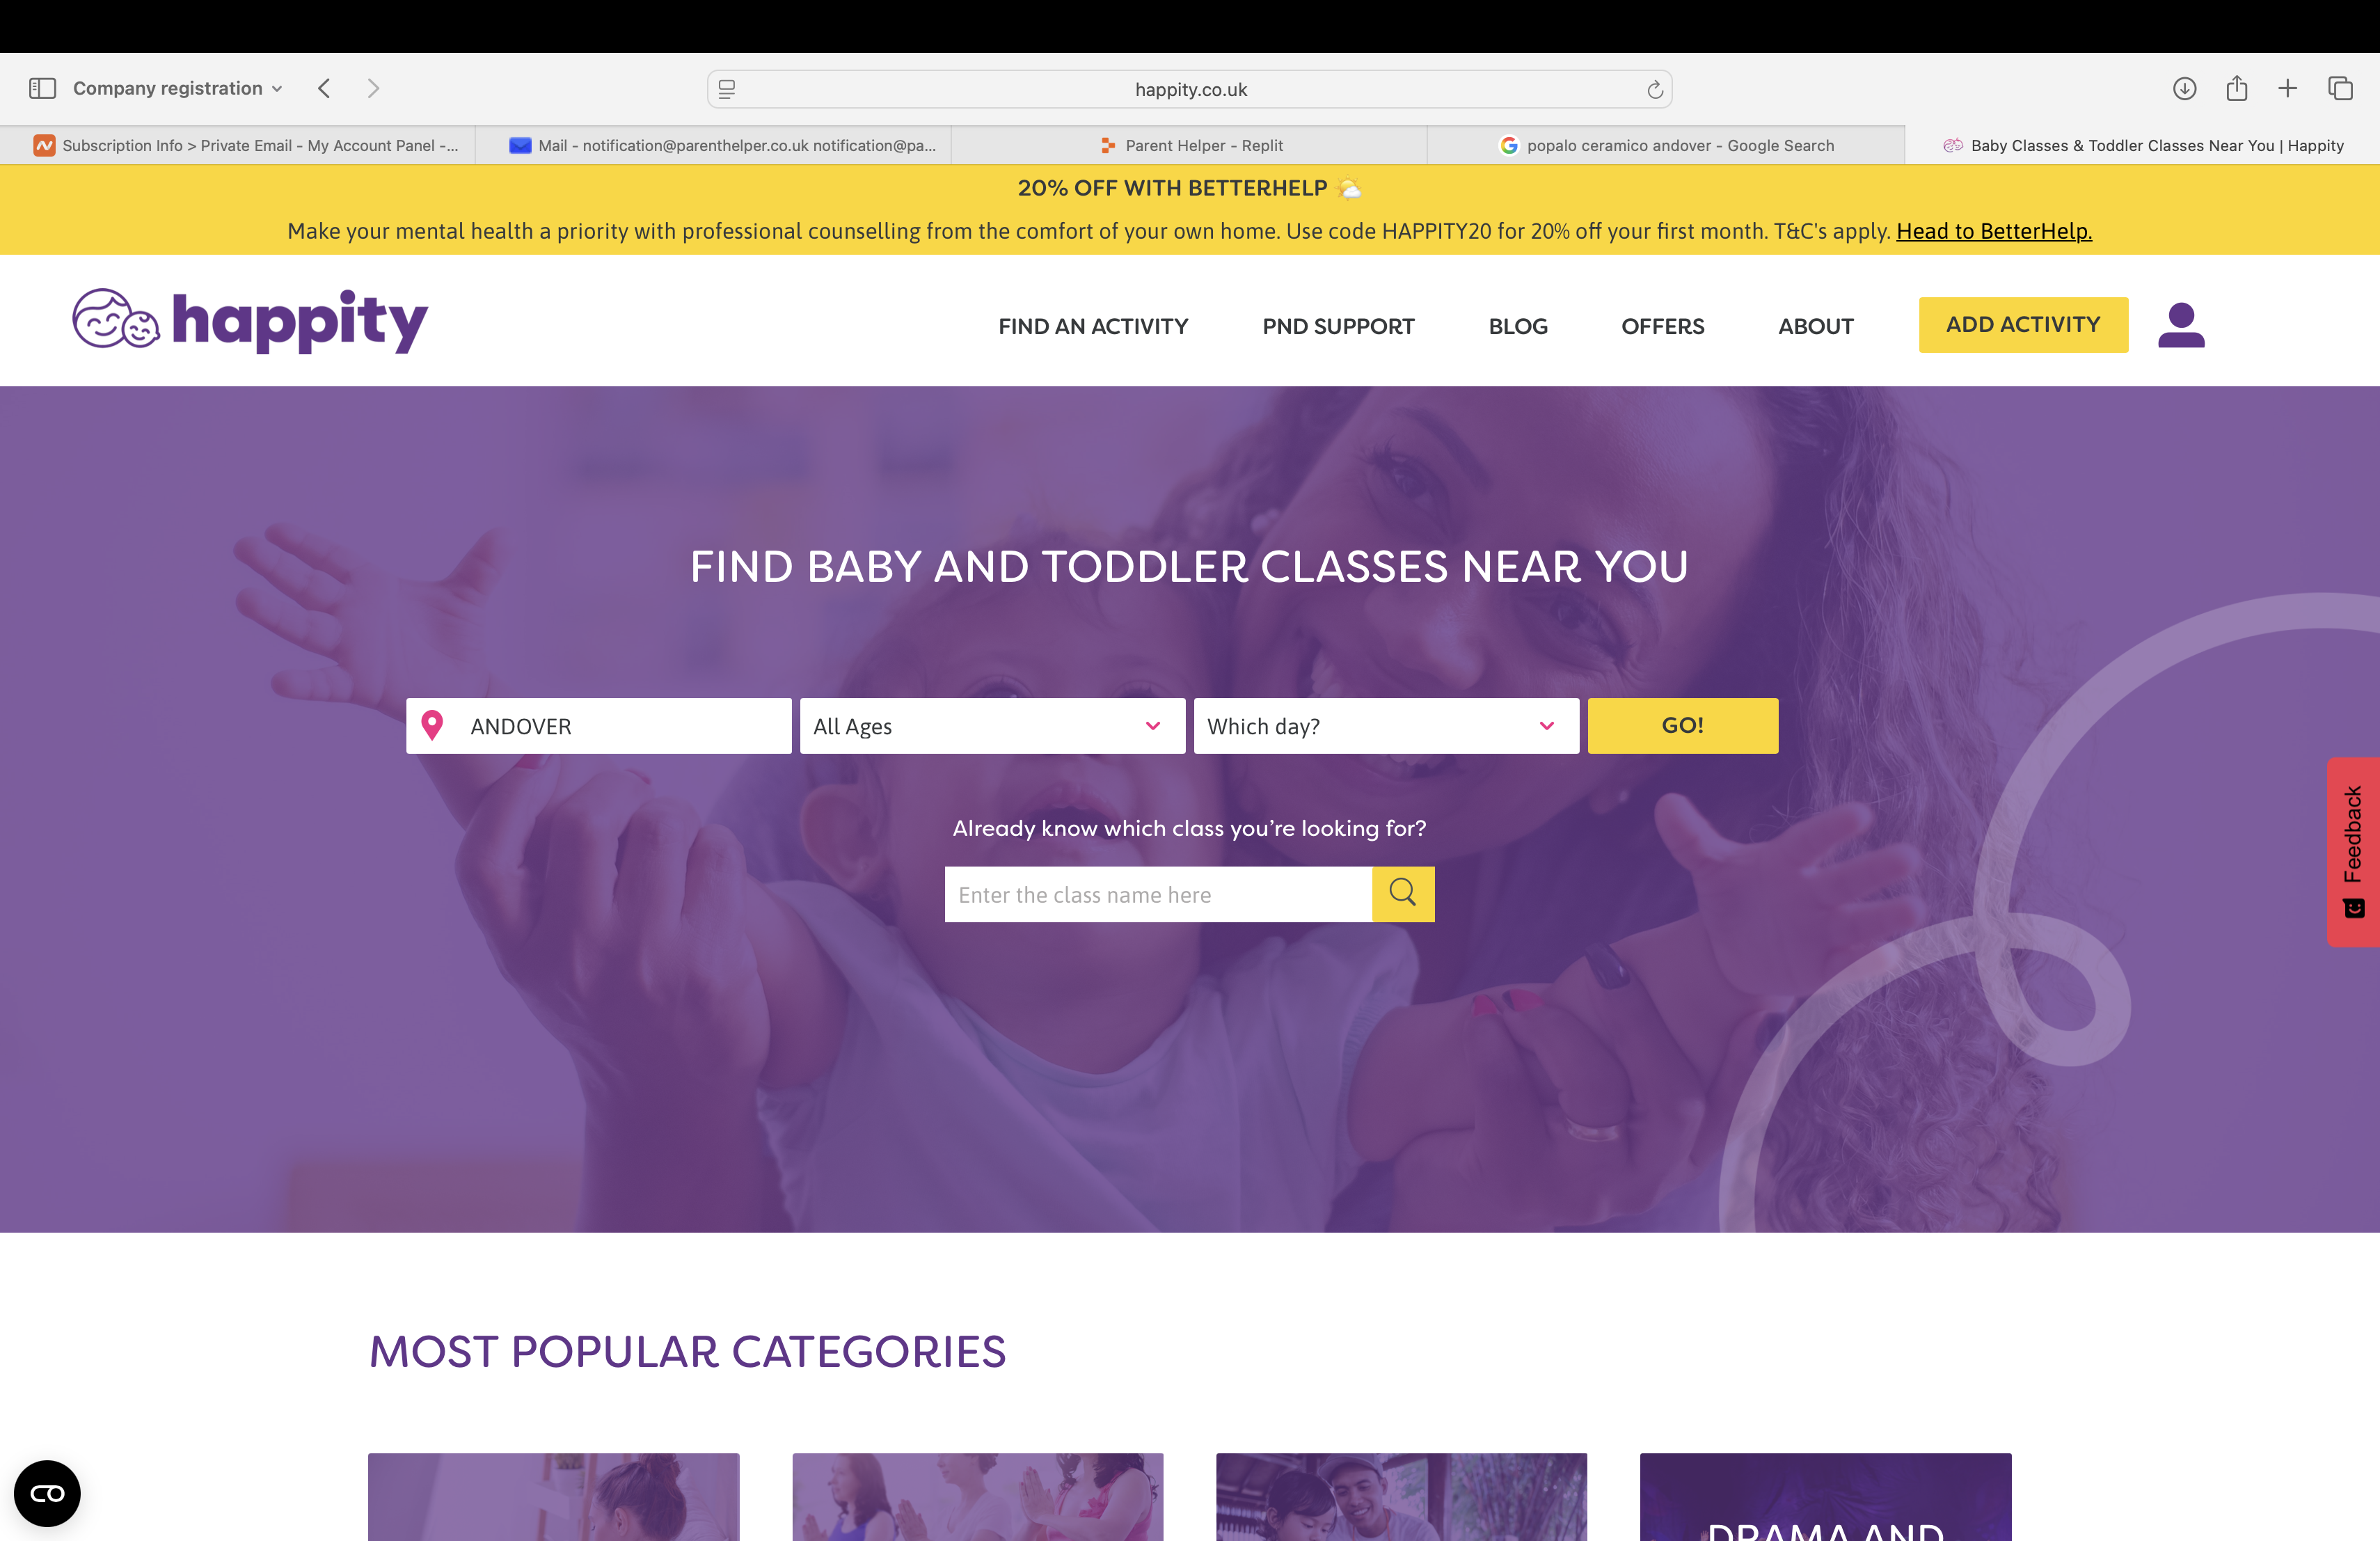 Company registration
happity.co.uk
Subscription Info > Private Email - My Account Panel -...
Mail - notification@parenthelper.co.uk notification@pa...
Parent Helper - Replit
popalo ceramico andover - Google Search
Baby Classes & Toddler Classes Near You | Happity
20% OFF WITH BETTERHELP
Make your mental health a priority with professional counselling from the comfort of your own home. Use code HAPPITY20 for 20% off your first month. T&C's apply. Head to BetterHelp.
happity
FIND AN ACTIVITY
PND SUPPORT
BLOG
OFFERS
ABOUT
ADD ACTIVITY
FIND BABY AND TODDLER CLASSES NEAR YOU
ANDOVER
All Ages
Which day?
GO!
Already know which class you’re looking for?
Enter the class name here
Feedback
MOST POPULAR CATEGORIES
DRAMA AND